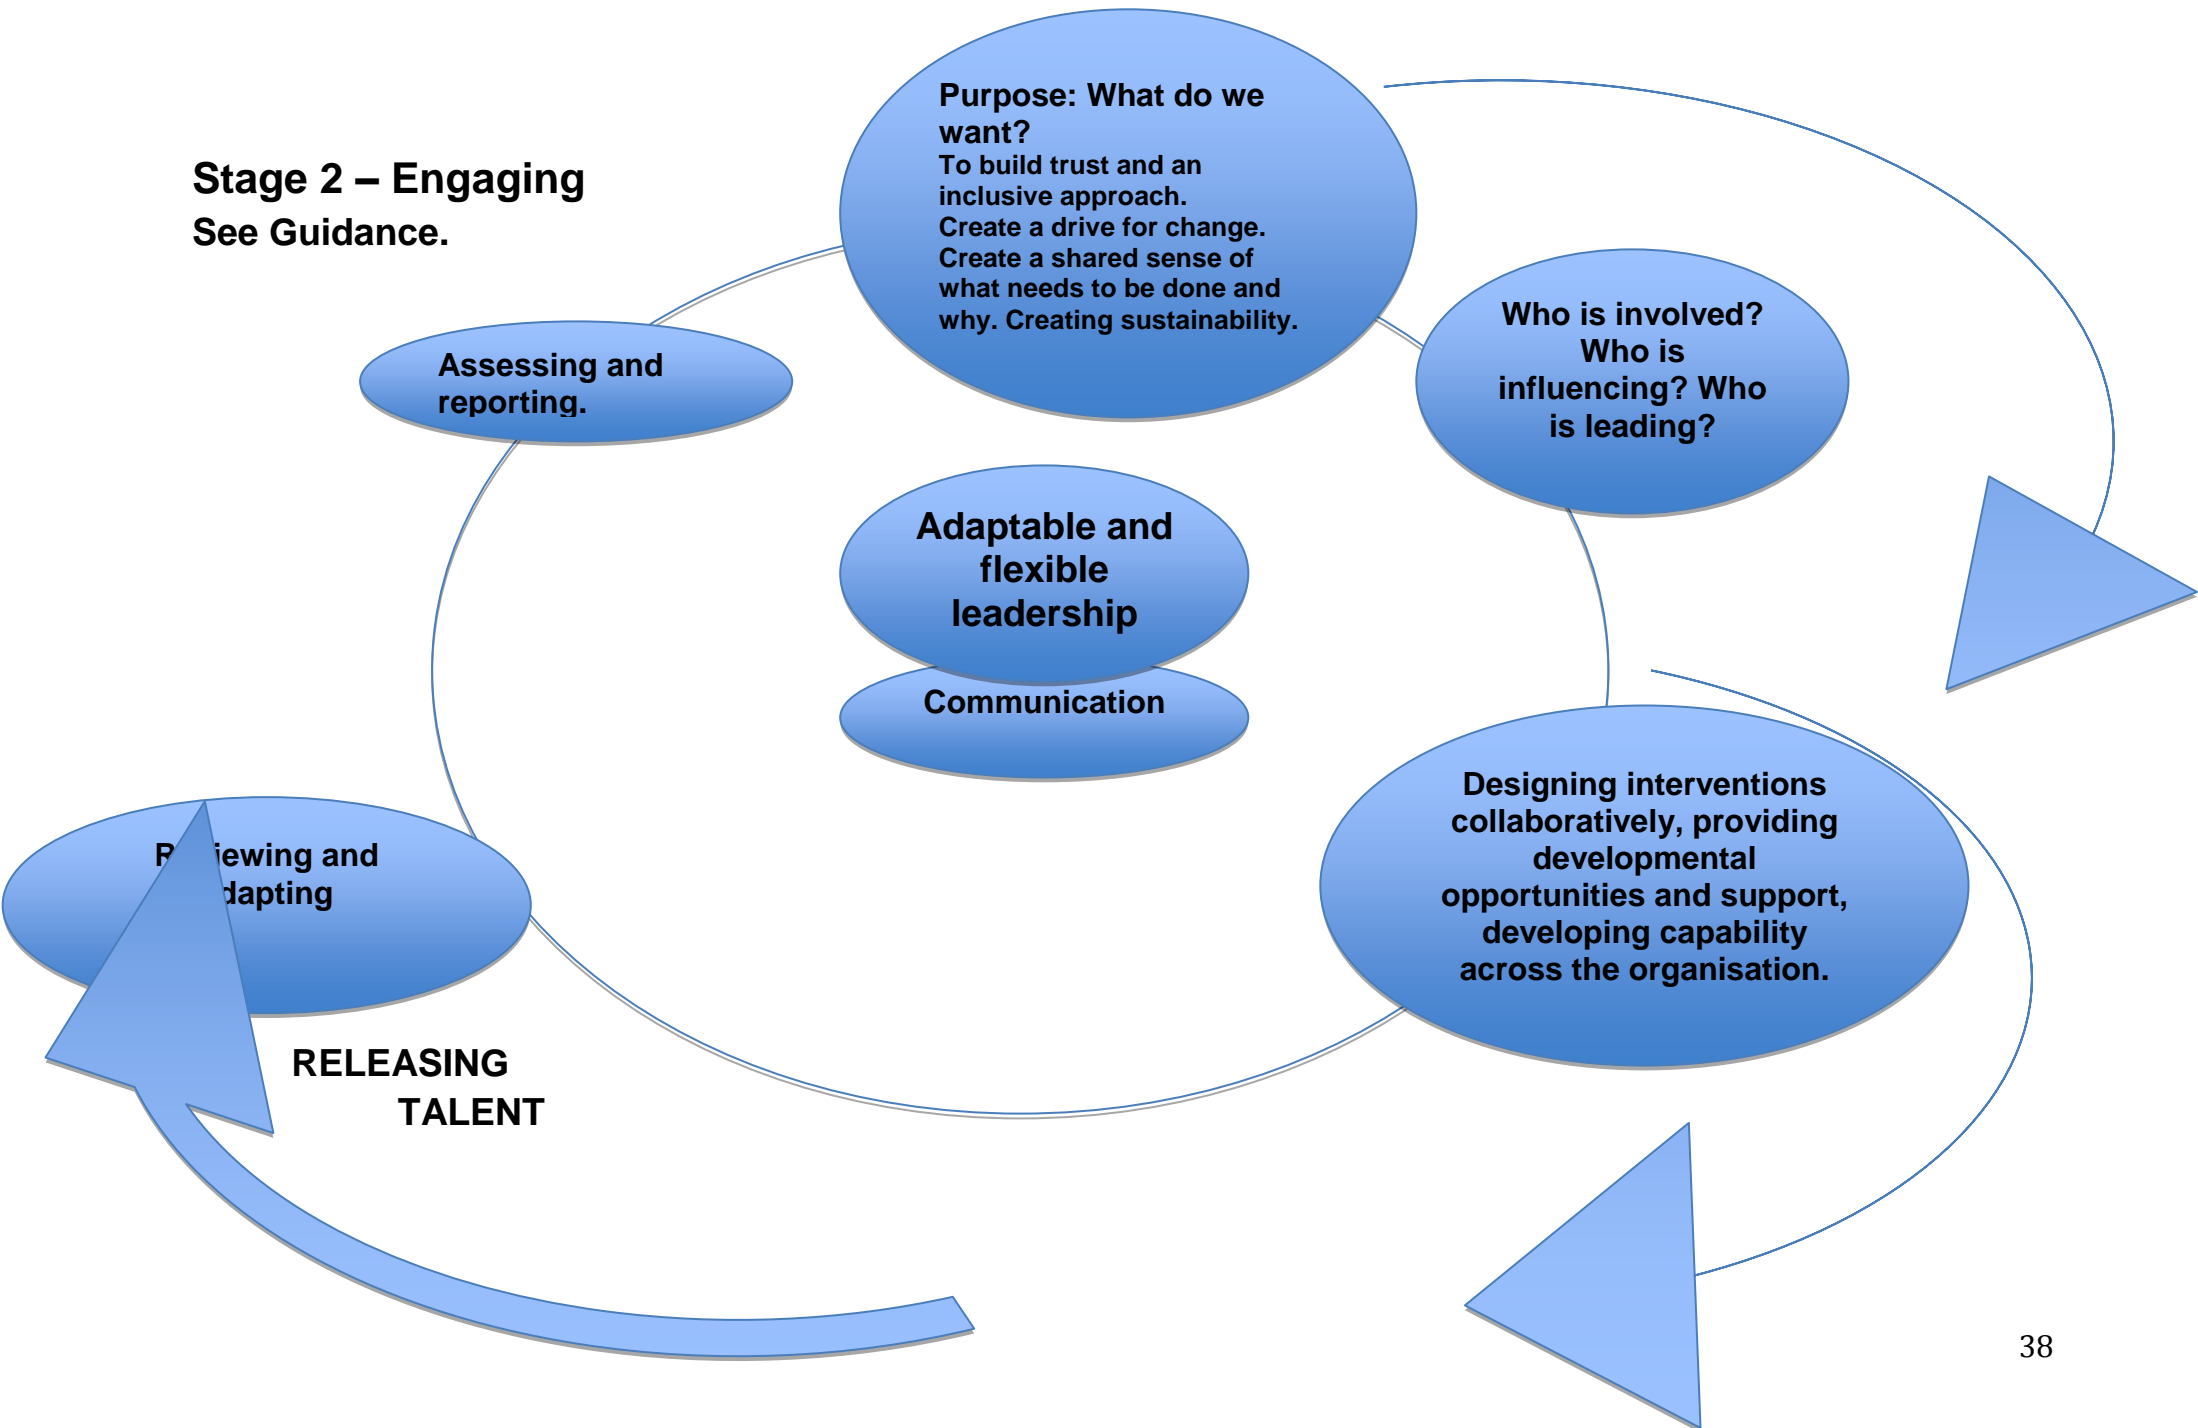 Stage 2 – Engaging
See Guidance.
Purpose: What do we
want?
To build trust and an
inclusive approach.
Create a drive for change.
Create a shared sense of
what needs to be done and
why. Creating sustainability.
Who is involved?
Who is
influencing? Who
is leading?
Assessing and
reporting.
Adaptable and
flexible
leadership
Communication
Designing interventions
collaboratively, providing
developmental
opportunities and support,
developing capability
across the organisation.
and
RELEASING
TALENT
38